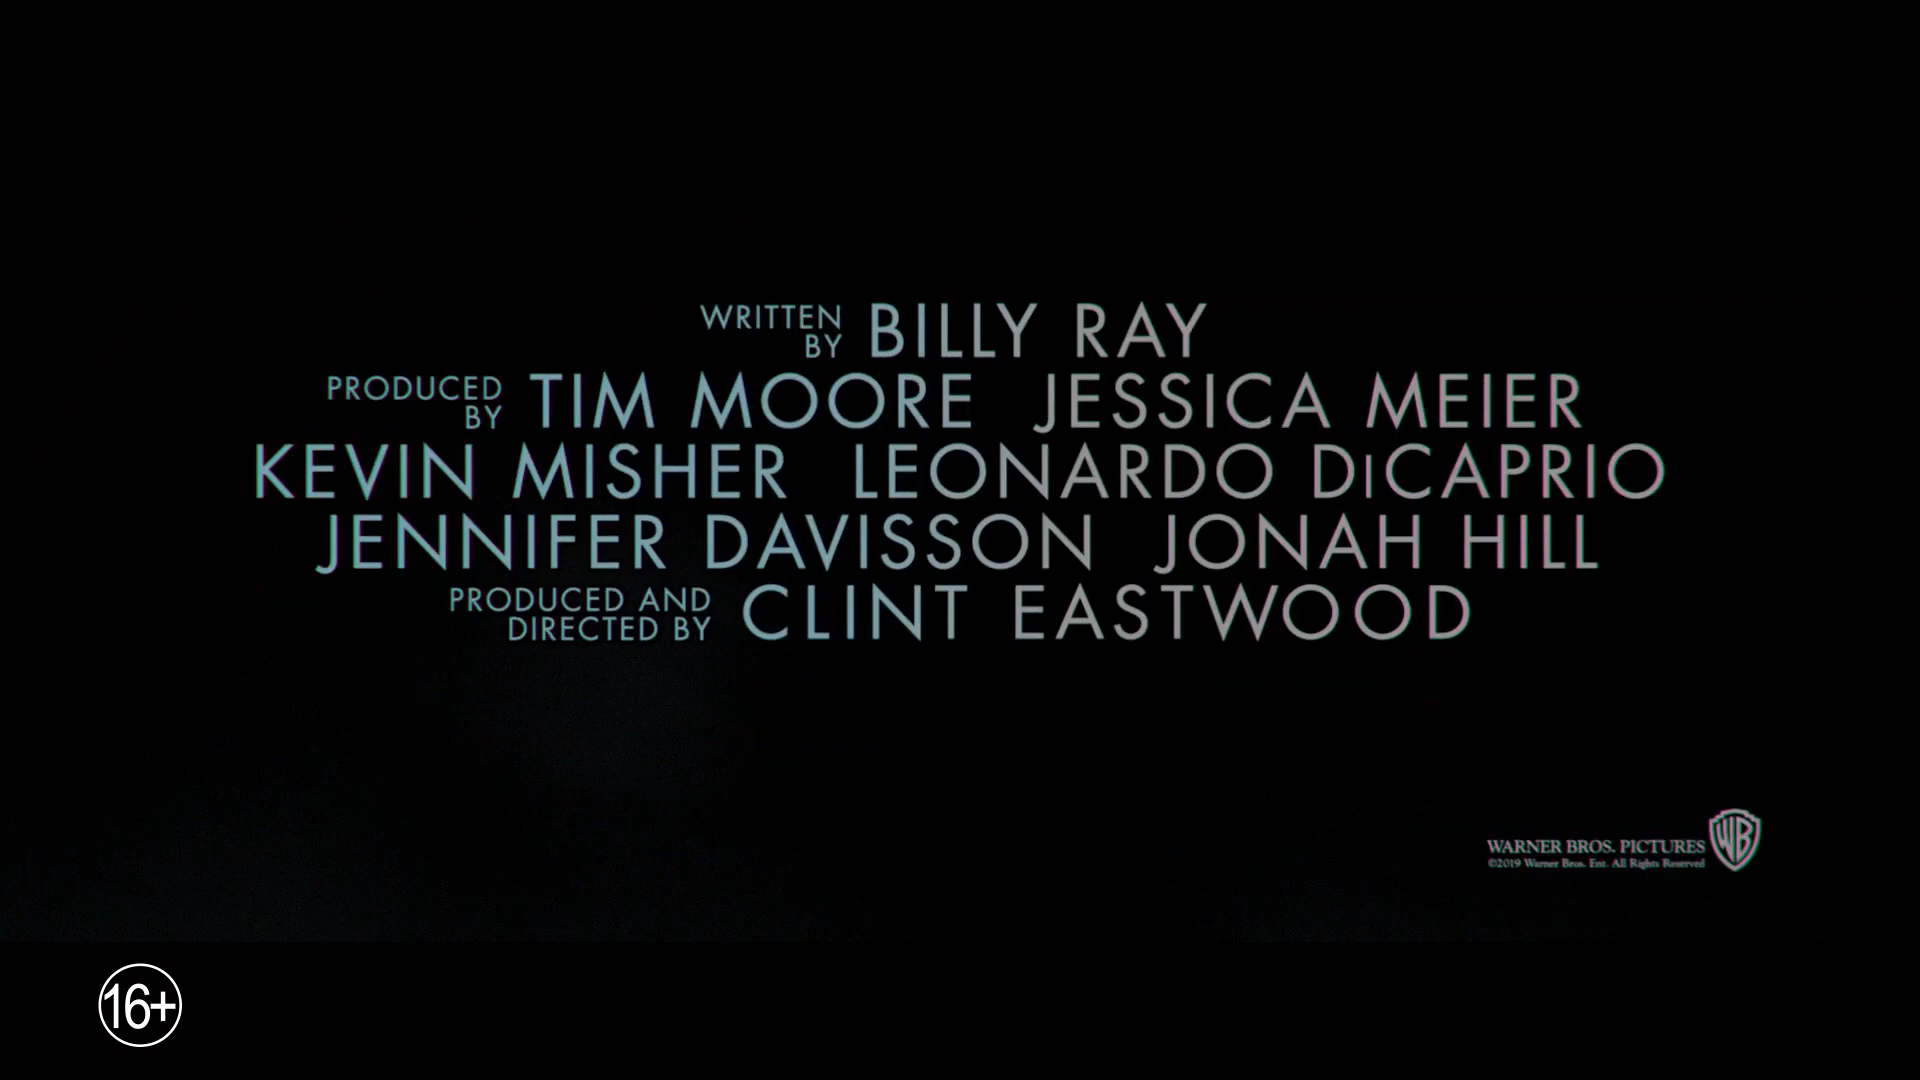 WRITTEN BY BILLY RAY
PRODUCED BY TIM MOORE JESSICA MEIER
KEVIN MISHER LEONARDO DiCAPRIO
JENNIFER DAVISSON JONAH HILL
PRODUCED AND DIRECTED BY CLINT EASTWOOD
WARNER BROS. PICTURES WB
©2019 Warner Bros. Ent. All Rights Reserved
16+